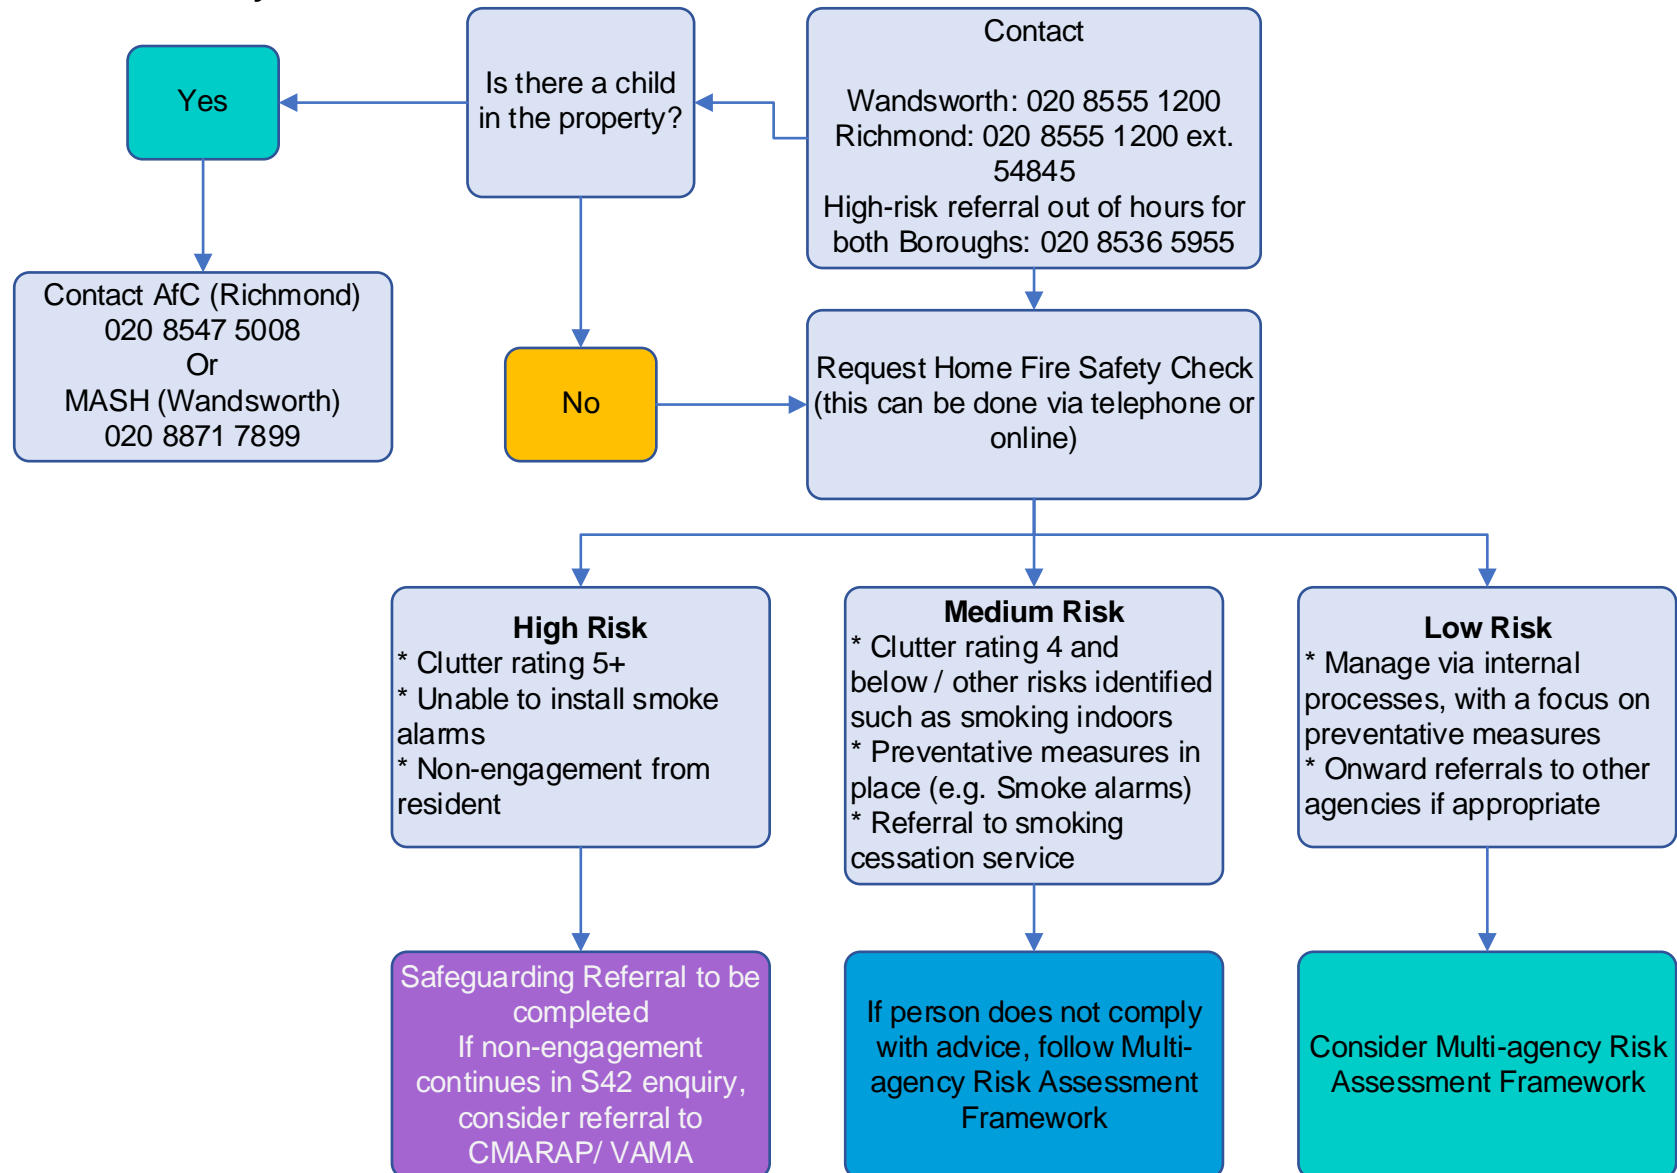 Contact
Wandsworth: 020 8555 1200
Richmond: 020 8555 1200 ext.
54845
High-risk referral out of hours for
both Boroughs: 020 8536 5955
Is there a child
in the property?
Yes
Contact AfC (Richmond)
020 8547 5008
Or
MASH (Wandsworth)
020 8871 7899
No
Request Home Fire Safety Check
(this can be done via telephone or
online)
High Risk
* Clutter rating 5+
* Unable to install smoke
alarms
* Non-engagement from
resident
Medium Risk
* Clutter rating 4 and
below / other risks identified
such as smoking indoors
* Preventative measures in
place (e.g. Smoke alarms)
* Referral to smoking
cessation service
Low Risk
* Manage via internal
processes, with a focus on
preventative measures
* Onward referrals to other
agencies if appropriate
Safeguarding Referral to be
completed
If non-engagement
continues in S42 enquiry,
consider referral to
CMARAP/ VAMA
If person does not comply
with advice, follow Multi-
agency Risk Assessment
Framework
Consider Multi-agency Risk
Assessment Framework